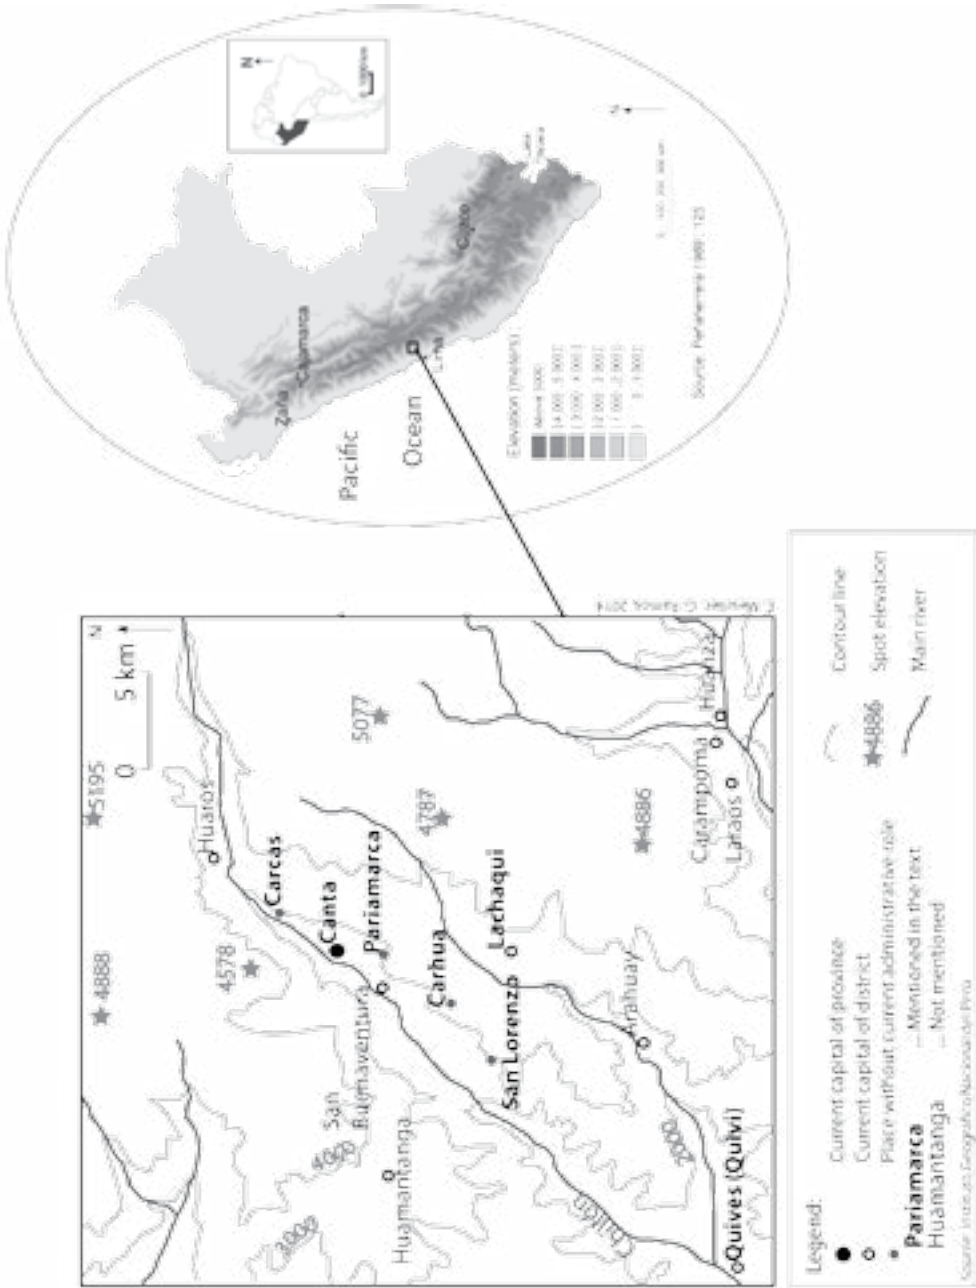 N
5 km
0
5195
4888
4578
5077
4787
4886
Huaros
Carcas
Canta
Pariamarca
San
Buenaventura
Carhua
Lachaqui
San Lorenzo
Arahuay
Huamantanga
4000
3000
2000
Chillón
Quives (Quivi)
Carampoma
Laraos
Huanza
Legend:
Current capital of province
Current capital of district
Place without current administrative role
Pariamarca ...Mentioned in the text
Huamantanga ...Not mentioned
Contour line
4886 Spot elevation
Main river
N
N
Zaña
Cajamarca
Cuzco
Lima
Pacific
Ocean
Elevation (meters)
Above 5000